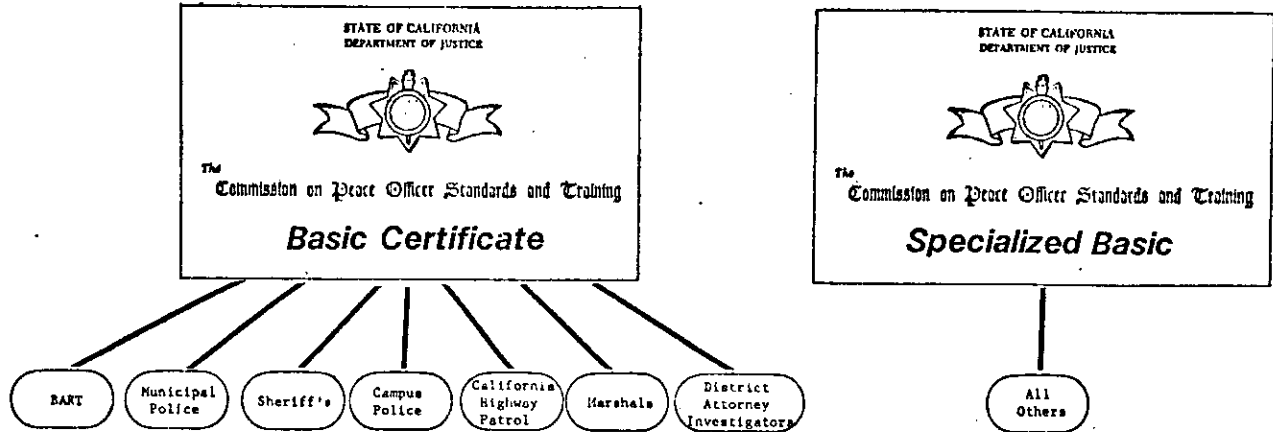 STATE OF CALIFORNIA
DEPARTMENT OF JUSTICE
The
Commission on Peace Officer Standards and Training
Basic Certificate
STATE OF CALIFORNIA
DEPARTMENT OF JUSTICE
The
Commission on Peace Officer Standards and Training
Specialized Basic
BART
Municipal
Police
Sheriff's
Campus
Police
California
Highway
Patrol
Marshals
District
Attorney
Investigators
All
Others